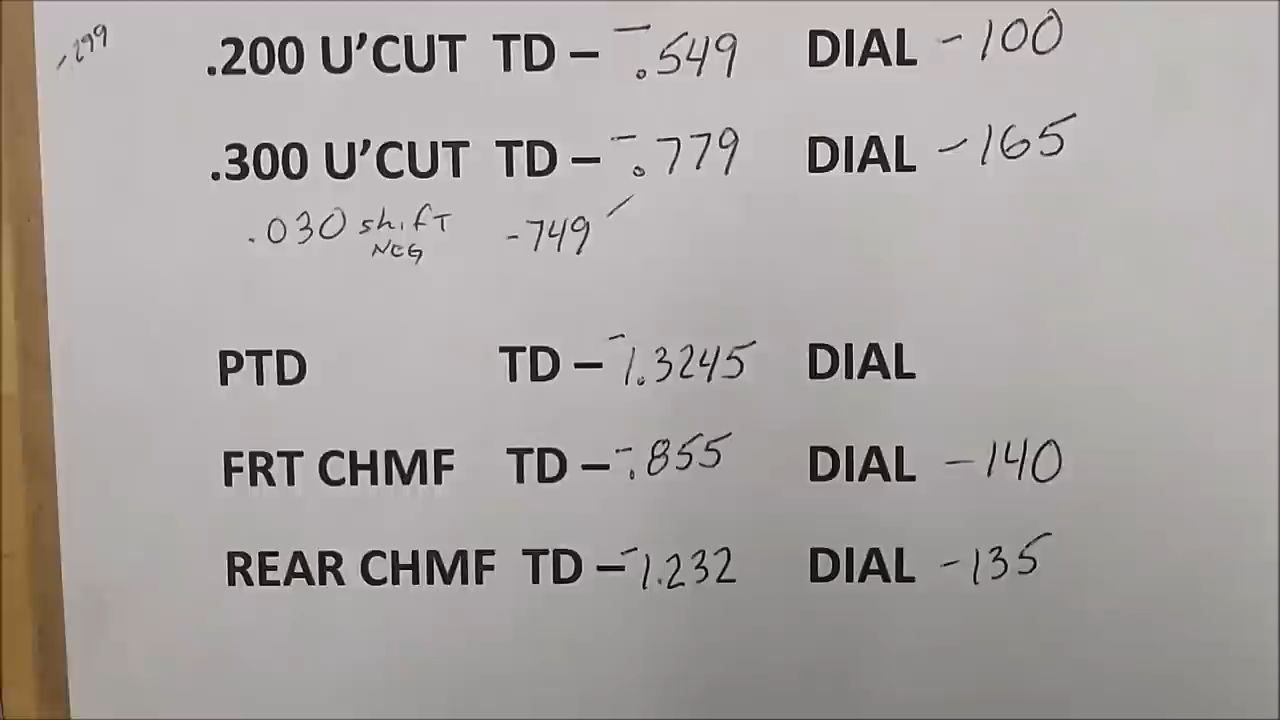 -.299
.200 U'CUT TD – -.549 DIAL -100
.300 U'CUT TD – -.779 DIAL -165
.030 shift -749
NEG
PTD TD – -1.3245 DIAL
FRT CHMF TD – -.855 DIAL -140
REAR CHMF TD – -1.232 DIAL -135